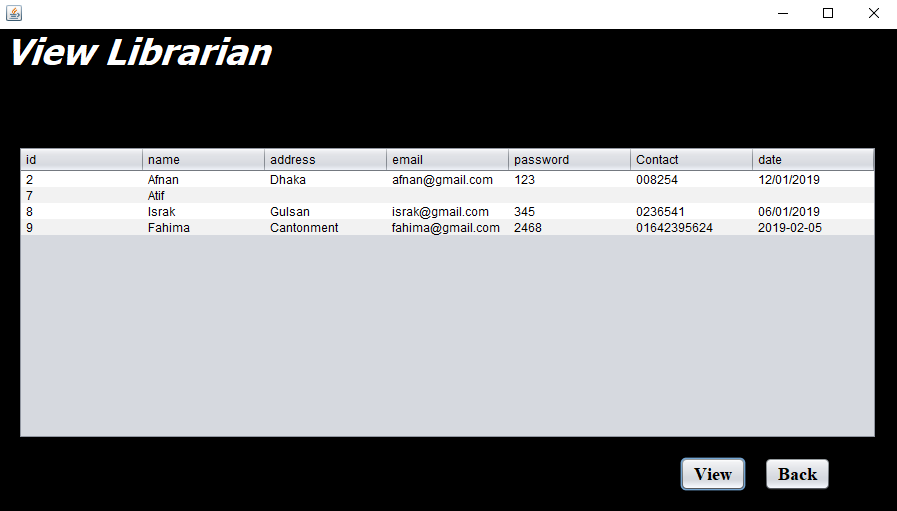 View Librarian
id name address email password Contact date
2 Afnan Dhaka afnan@gmail.com 123 008254 12/01/2019
7 Atif
8 Israk Gulsan israk@gmail.com 345 0236541 06/01/2019
9 Fahima Cantonment fahima@gmail.com 2468 01642395624 2019-02-05
View Back